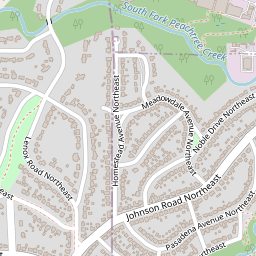 South Fork Peachtree Creek
Meadowdale Avenue Northeast
Noble Drive Northeast
Homestead Avenue Northeast
Lenox Road Northeast
Johnson Road Northeast
Pasadena Avenue Northeast